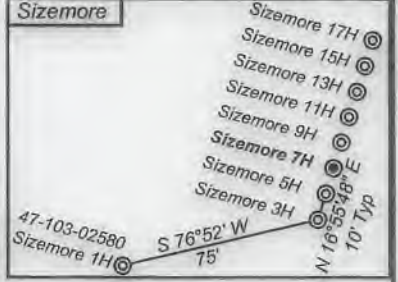 Sizemore
Sizemore 17H
Sizemore 15H
Sizemore 13H
Sizemore 11H
Sizemore 9H
Sizemore 7H
Sizemore 5H
Sizemore 3H
47-103-02580
Sizemore 1H
S 76°52' W
75'
N 16°55'48" E
10' Typ